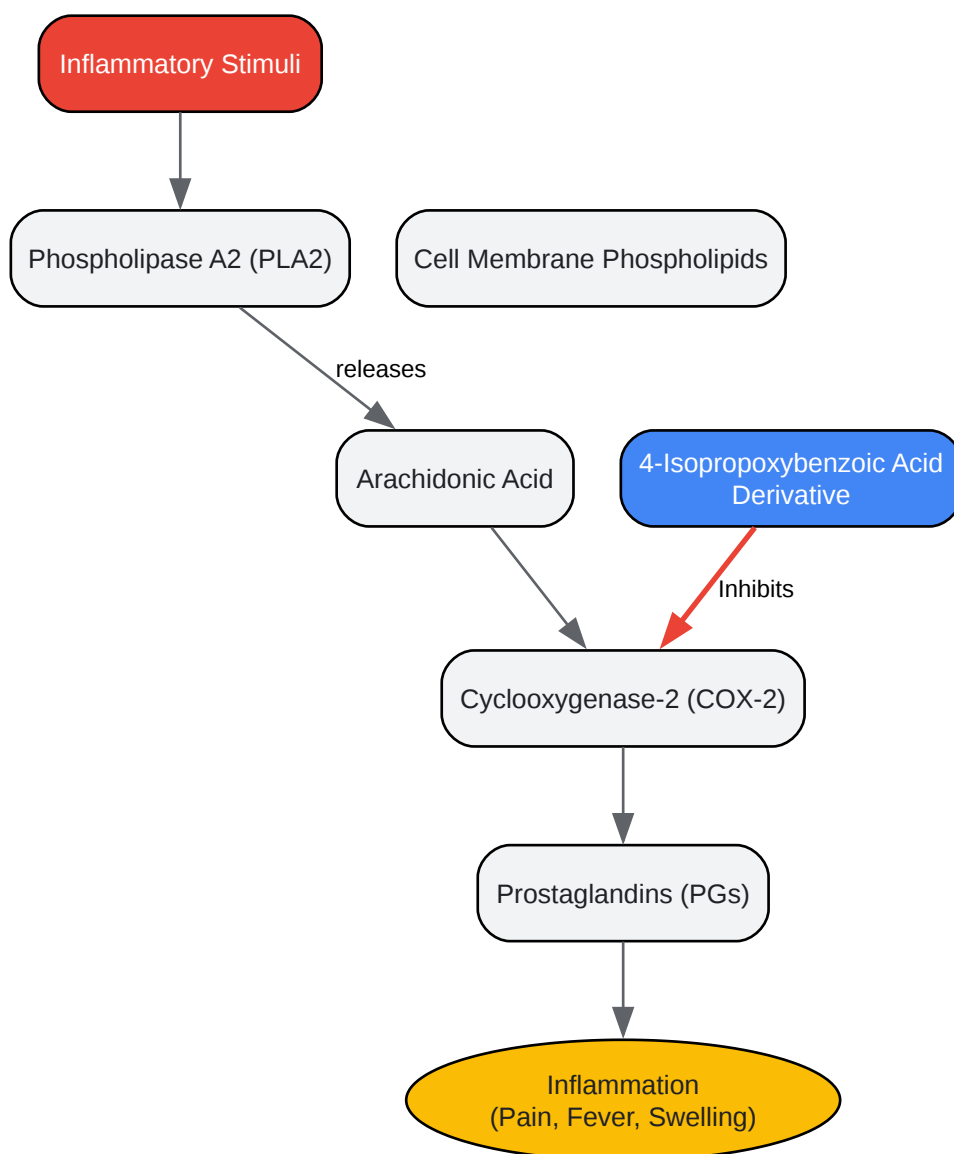 Inflammatory Stimuli
Phospholipase A2 (PLA2)
Cell Membrane Phospholipids
releases
Arachidonic Acid
4-Isopropoxybenzoic Acid
Derivative
Inhibits
Cyclooxygenase-2 (COX-2)
Prostaglandins (PGs)
Inflammation
(Pain, Fever, Swelling)